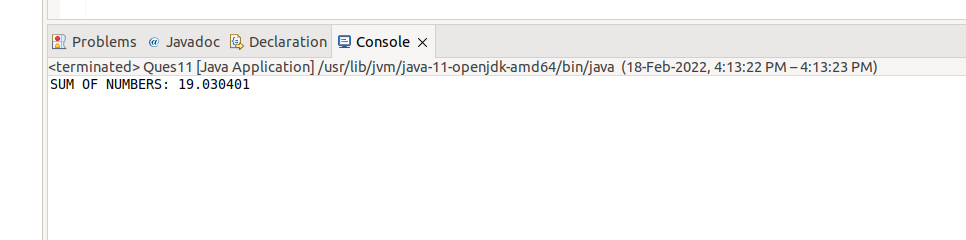 Problems @ Javadoc Declaration Console
<terminated> Ques11 [Java Application] /usr/lib/jvm/java-11-openjdk-amd64/bin/java (18-Feb-2022, 4:13:22 PM – 4:13:23 PM)
SUM OF NUMBERS: 19.030401